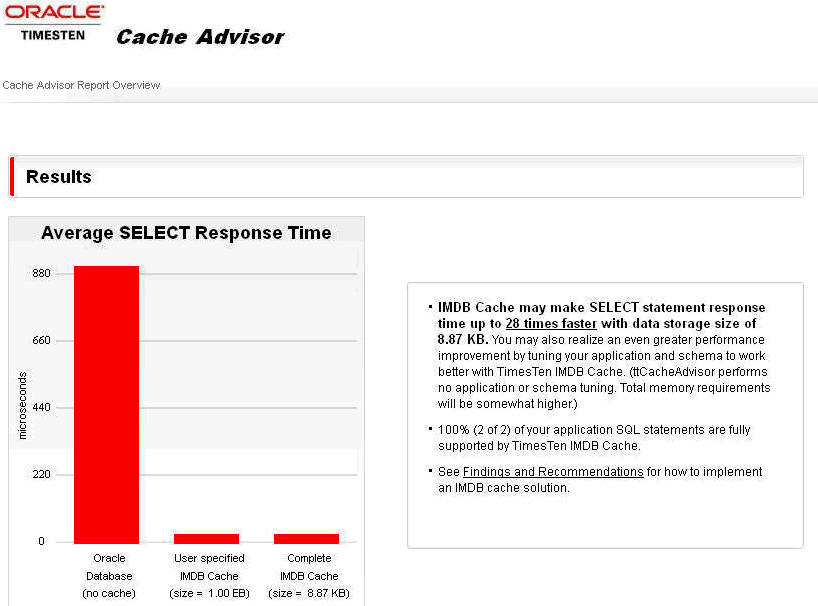 ORACLE
TIMESTEN
Cache Advisor
Cache Advisor Report Overview
Results
Average SELECT Response Time
880
660
440
220
0
microseconds
Oracle
Database
(no cache)
User specified
IMDB Cache
(size = 1.00 EB)
Complete
IMDB Cache
(size = 8.87 KB)
• IMDB Cache may make SELECT statement response
time up to 28 times faster with data storage size of
8.87 KB. You may also realize an even greater performance
improvement by tuning your application and schema to work
better with TimesTen IMDB Cache. (ttCacheAdvisor performs
no application or schema tuning. Total memory requirements
will be somewhat higher.)
• 100% (2 of 2) of your application SQL statements are fully
supported by TimesTen IMDB Cache.
• See Findings and Recommendations for how to implement
an IMDB cache solution.